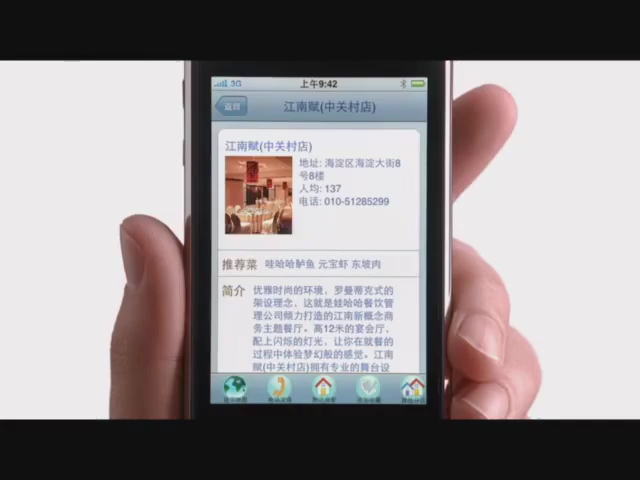 3G 上午9:42
返回 江南赋(中关村店)
江南赋(中关村店)
地址: 海淀区海淀大街8
号8楼
人均: 137
电话: 010-51285299
推荐菜 哇哈哈驴鱼 元宝虾 东坡肉
简介 优雅时尚的环境，罗曼蒂克式的
架设理念，这就是娃哈哈餐饮管
理公司倾力打造的江南新概念商
务主题餐厅。高12米的宴会厅，
配上闪烁的灯光，让你在就餐的
过程中体验梦幻般的感觉。江南
赋(中关村店)拥有专业的舞台设